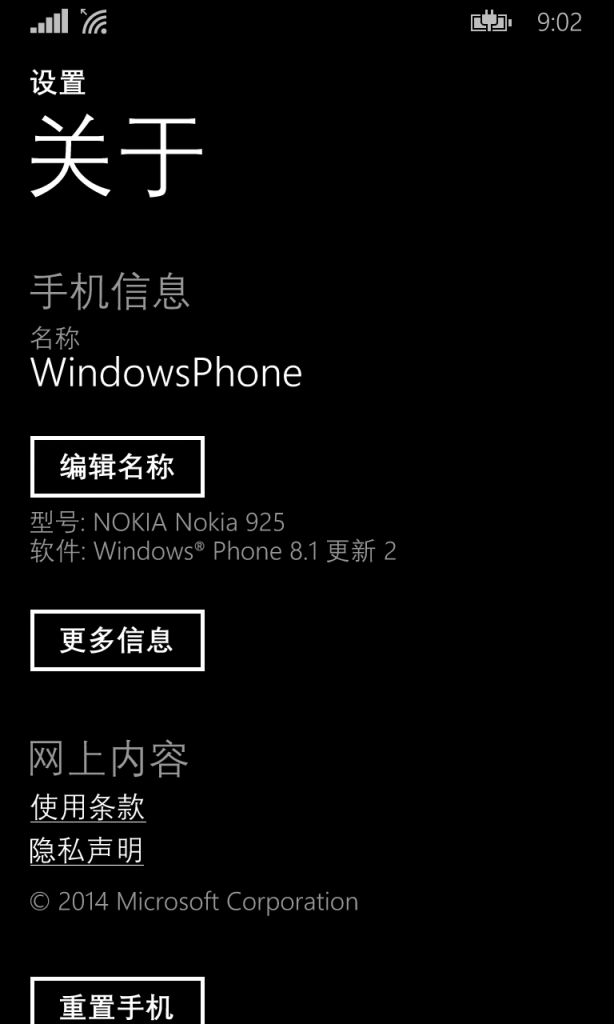 9:02
设置
关于
手机信息
名称
WindowsPhone
编辑名称
型号: NOKIA Nokia 925
软件: Windows® Phone 8.1 更新 2
更多信息
网上内容
使用条款
隐私声明
© 2014 Microsoft Corporation
重置手机